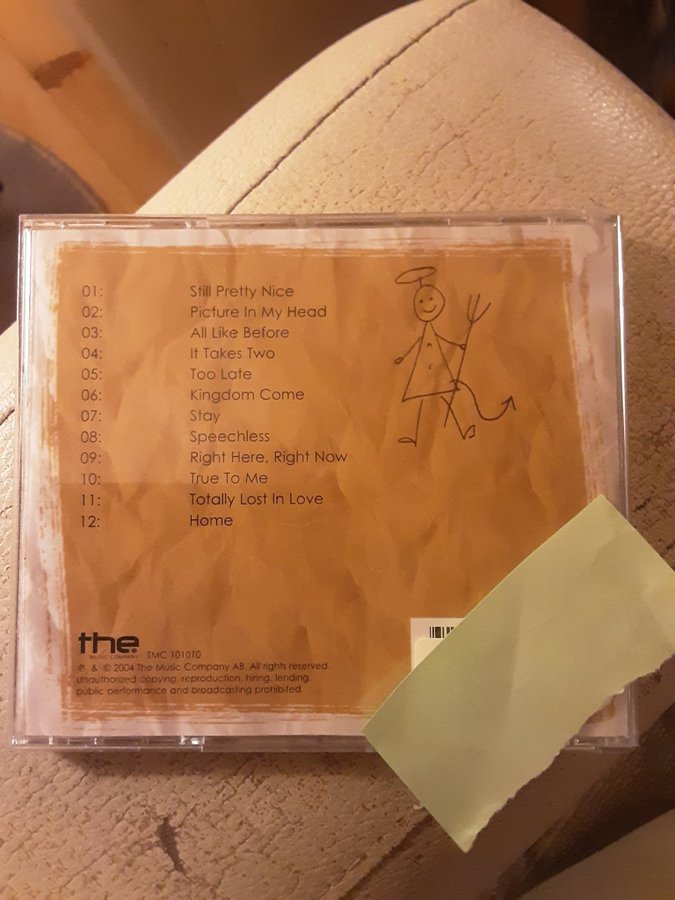 01: Still Pretty Nice
02: Picture In My Head
03: All Like Before
04: It Takes Two
05: Too Late
06: Kingdom Come
07: Stay
08: Speechless
09: Right Here, Right Now
10: True To Me
11: Totally Lost In Love
12: Home
the
MUSIC COMPANY TMC 101010
℗ & © 2004 The Music Company AB. All rights reserved.
Unauthorized copying, reproduction, hiring, lending
public performance and broadcasting prohibited.